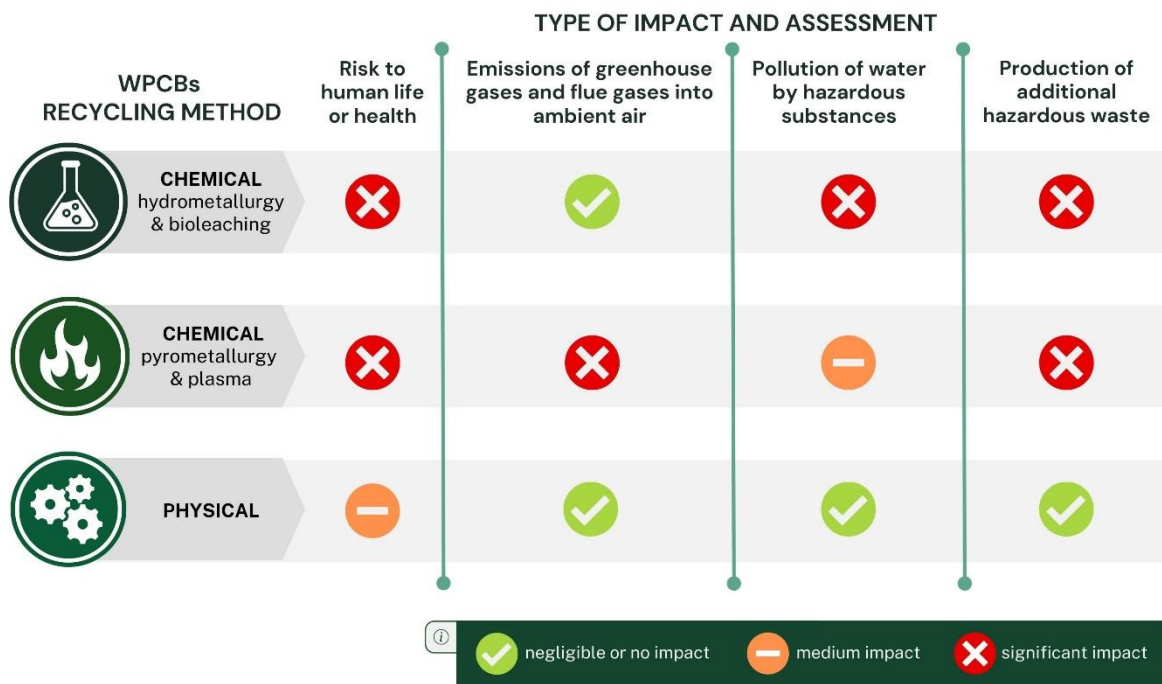 TYPE OF IMPACT AND ASSESSMENT
WPCBs
RECYCLING METHOD
Risk to
human life
or health
Emissions of greenhouse
gases and flue gases into
ambient air
Pollution of water
by hazardous
substances
Production of
additional
hazardous waste
CHEMICAL
hydrometallurgy
& bioleaching
CHEMICAL
pyrometallurgy
& plasma
PHYSICAL
i
negligible or no impact
medium impact
significant impact